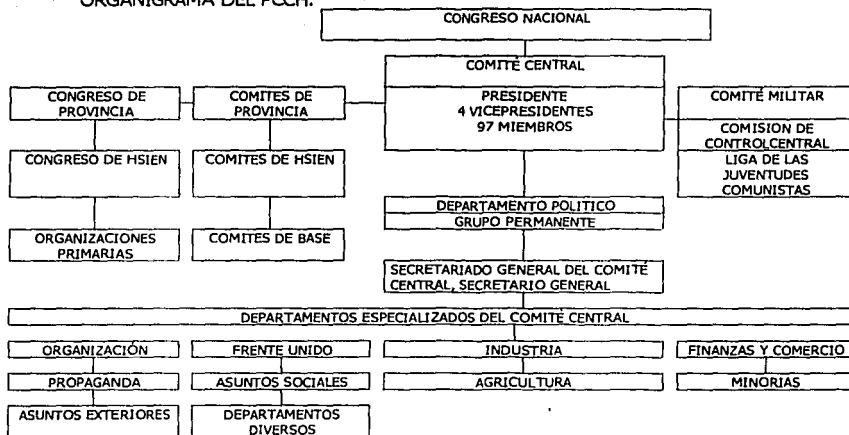 ORGANIGRAMA DEL PCCH.
CONGRESO NACIONAL
COMITÉ CENTRAL
PRESIDENTE
4 VICEPRESIDENTES
97 MIEMBROS
CONGRESO DE
PROVINCIA
COMITES DE
PROVINCIA
COMITÉ MILITAR
COMISION DE
CONTROLCENTRAL
LIGA DE LAS
JUVENTUDES
COMUNISTAS
CONGRESO DE HSIEN
COMITES DE HSIEN
ORGANIZACIONES
PRIMARIAS
COMITES DE BASE
DEPARTAMENTO POLITICO
GRUPO PERMANENTE
SECRETARIADO GENERAL DEL COMITÉ
CENTRAL, SECRETARIO GENERAL
DEPARTAMENTOS ESPECIALIZADOS DEL COMITÉ CENTRAL
ORGANIZACIÓN
FRENTE UNIDO
INDUSTRIA
FINANZAS Y COMERCIO
PROPAGANDA
ASUNTOS SOCIALES
AGRICULTURA
MINORIAS
ASUNTOS EXTERIORES
DEPARTAMENTOS
DIVERSOS